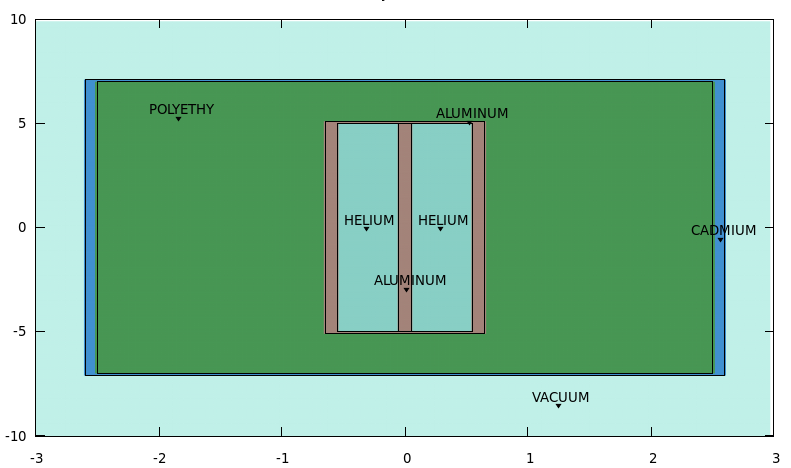 10
POLYETHY
ALUMINUM
5
HELIUM HELIUM
0
CADMIUM
ALUMINUM
-5
VACUUM
-10
-3 -2 -1 0 1 2 3